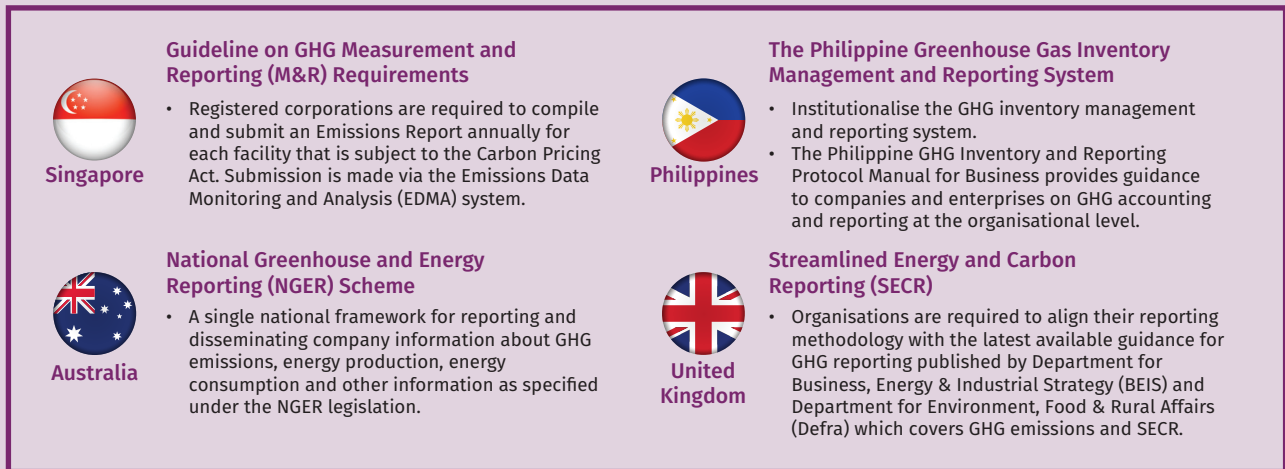 Singapore
Guideline on GHG Measurement and
Reporting (M&R) Requirements
• Registered corporations are required to compile
and submit an Emissions Report annually for
each facility that is subject to the Carbon Pricing
Act. Submission is made via the Emissions Data
Monitoring and Analysis (EDMA) system.
Philippines
The Philippine Greenhouse Gas Inventory
Management and Reporting System
• Institutionalise the GHG inventory management
and reporting system.
• The Philippine GHG Inventory and Reporting
Protocol Manual for Business provides guidance
to companies and enterprises on GHG accounting
and reporting at the organisational level.
Australia
National Greenhouse and Energy
Reporting (NGER) Scheme
• A single national framework for reporting and
disseminating company information about GHG
emissions, energy production, energy
consumption and other information as specified
under the NGER legislation.
United
Kingdom
Streamlined Energy and Carbon
Reporting (SECR)
• Organisations are required to align their reporting
methodology with the latest available guidance for
GHG reporting published by Department for
Business, Energy & Industrial Strategy (BEIS) and
Department for Environment, Food & Rural Affairs
(Defra) which covers GHG emissions and SECR.